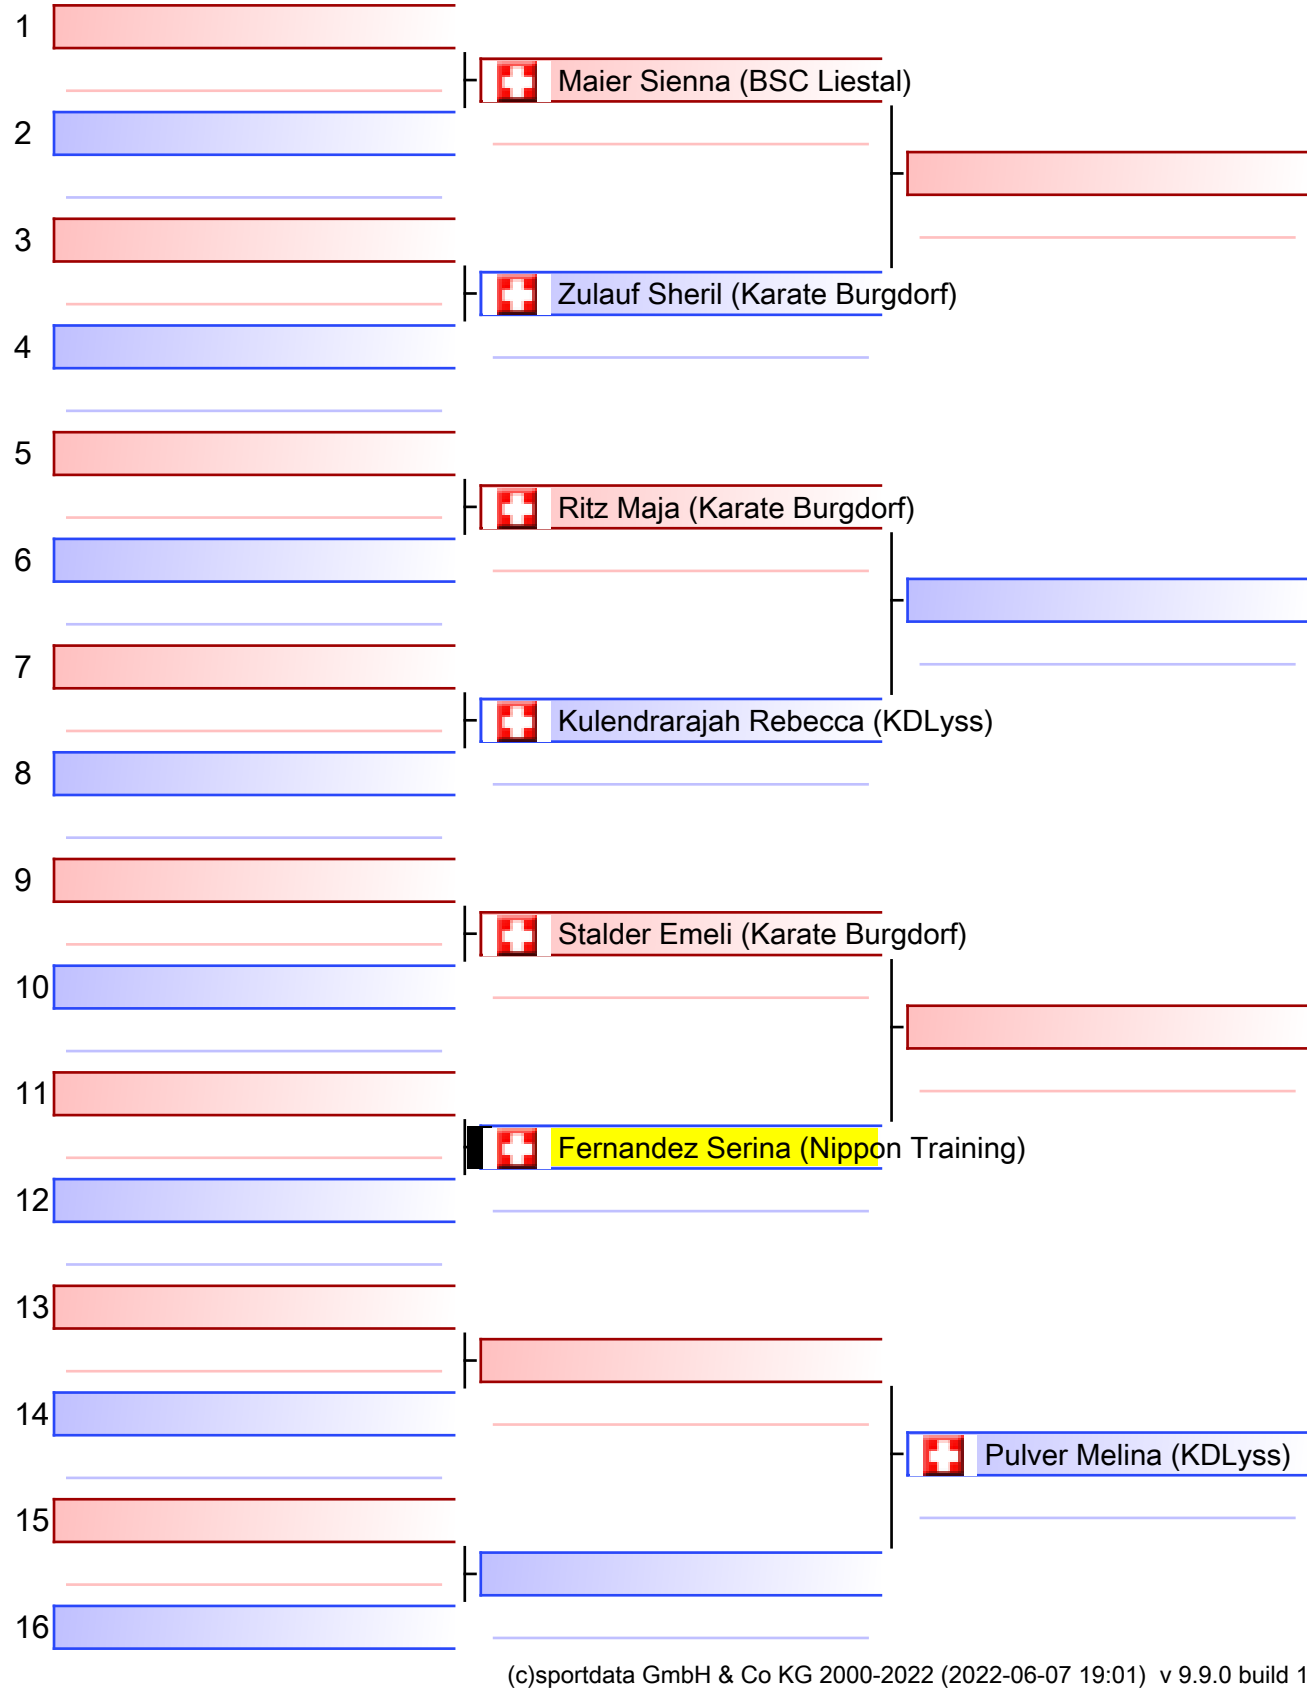 1
Maier Sienna (BSC Liestal)
2
3
Zulauf Sheril (Karate Burgdorf)
4
5
Ritz Maja (Karate Burgdorf)
6
7
Kulendrarajah Rebecca (KDLyss)
8
9
Stalder Emeli (Karate Burgdorf)
10
11
Fernandez Serina (Nippon Training)
12
13
14
Pulver Melina (KDLyss)
15
16
(c)sportdata GmbH & Co KG 2000-2022 (2022-06-07 19:01) v 9.9.0 build 1